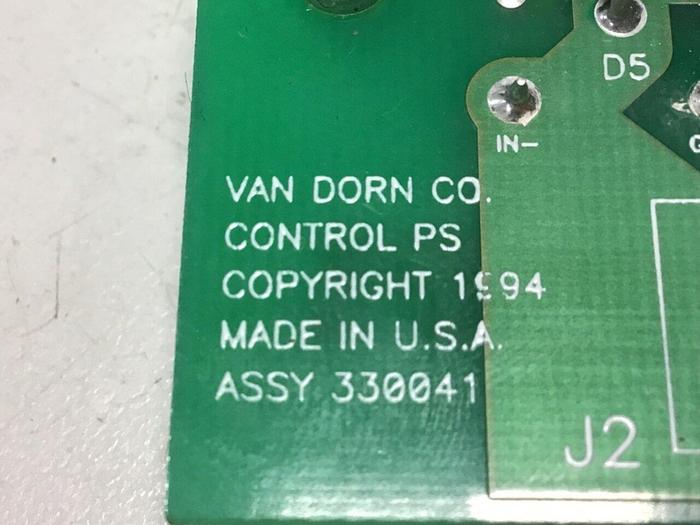 D5
IN-
G
VAN DORN CO.
CONTROL PS
COPYRIGHT 1994
MADE IN U.S.A.
ASSY 330041
J2